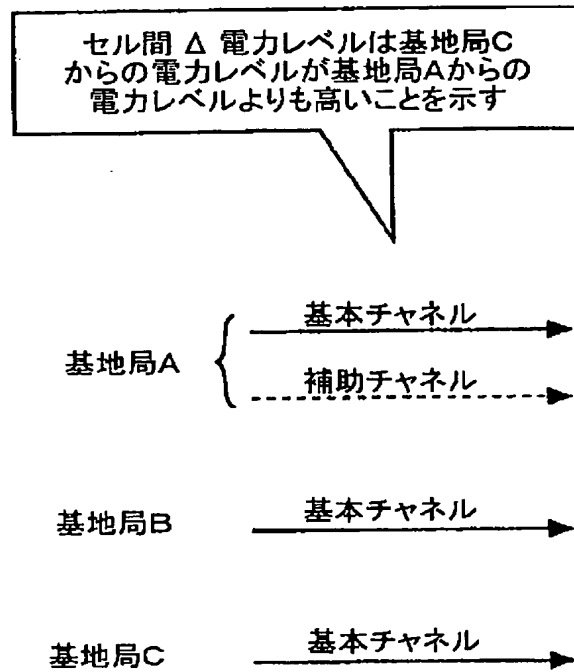 セル間 Δ 電力レベルは基地局C
からの電力レベルが基地局Aからの
電力レベルよりも高いことを示す
基本チャネル
基地局A
補助チャネル
基地局B
基本チャネル
基地局C
基本チャネル